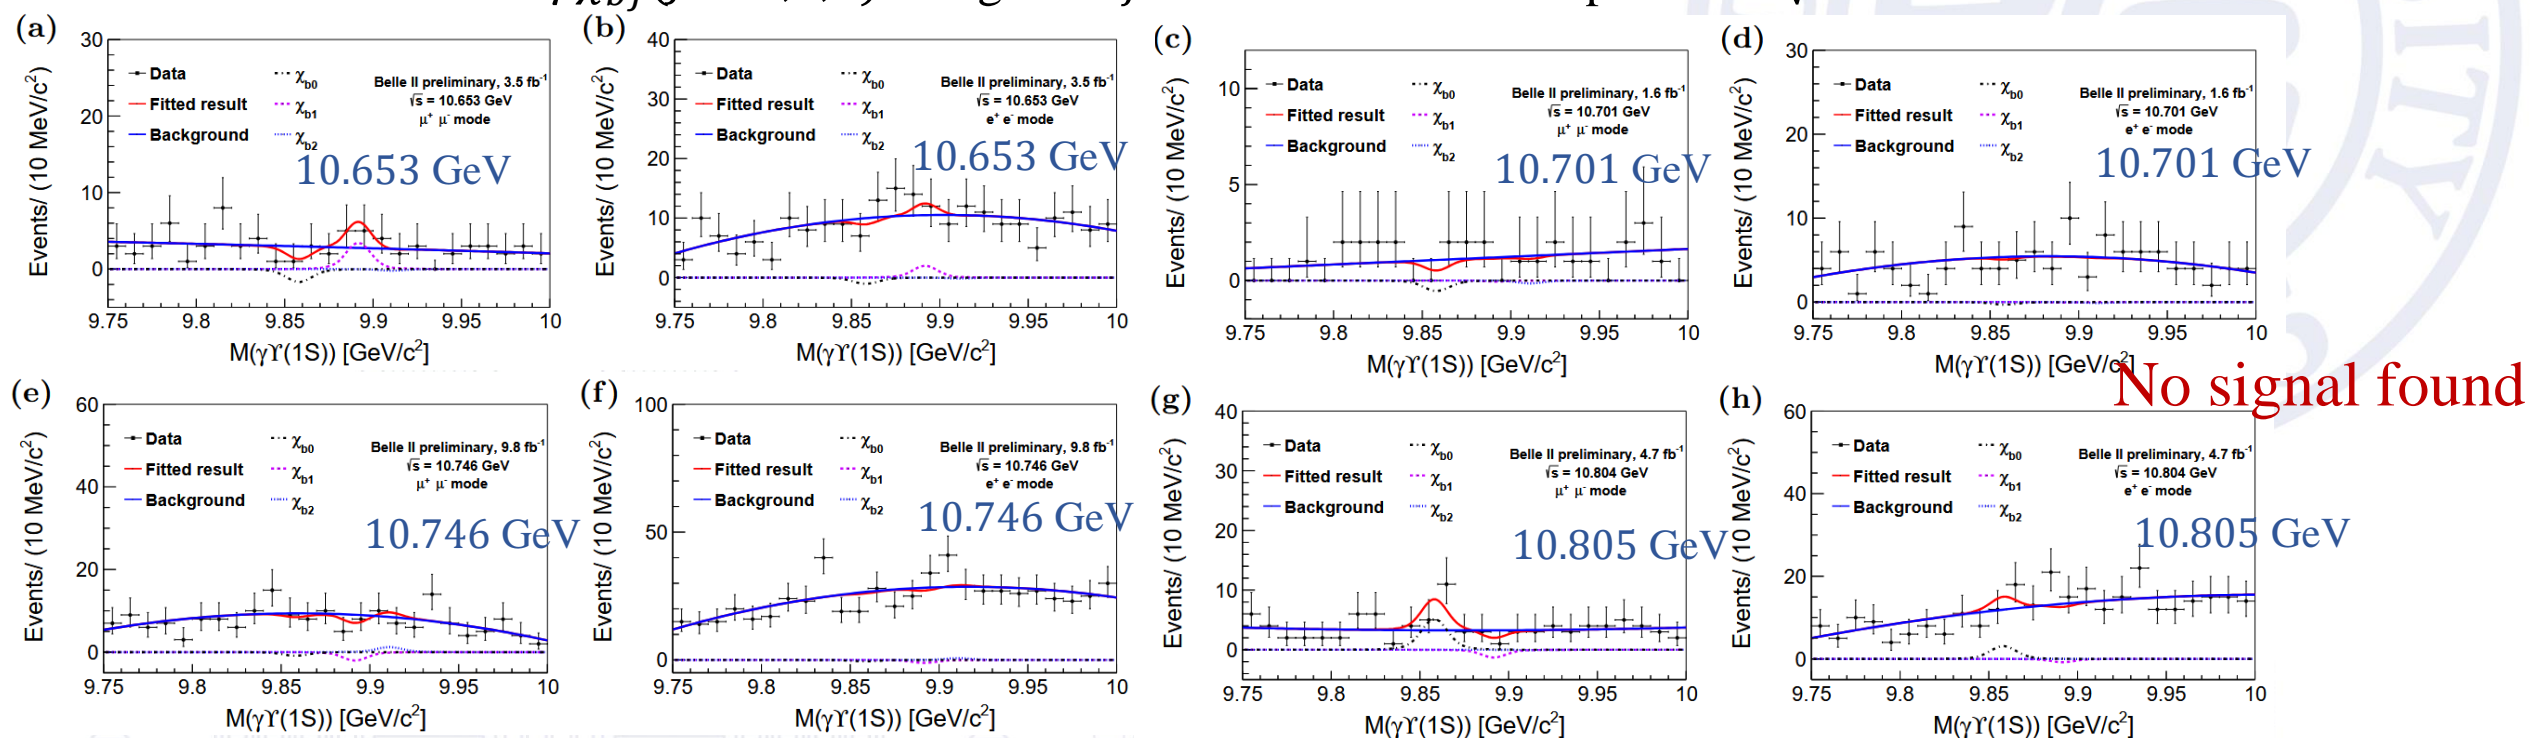 (a)
30
20
10
0
Events/ (10 MeV/c²)
Data
Fitted result
Background
χb0
χb1
χb2
Belle II preliminary, 3.5 fb⁻¹
√s = 10.653 GeV
μ⁺ μ⁻ mode
10.653 GeV
9.75 9.8 9.85 9.9 9.95 10
M(γΥ(1S)) [GeV/c²]
(b)
40
30
20
10
0
Events/ (10 MeV/c²)
Data
Fitted result
Background
χb0
χb1
χb2
Belle II preliminary, 3.5 fb⁻¹
√s = 10.653 GeV
e⁺ e⁻ mode
10.653 GeV
9.75 9.8 9.85 9.9 9.95 10
M(γΥ(1S)) [GeV/c²]
(c)
10
5
0
Events/ (10 MeV/c²)
Data
Fitted result
Background
χb0
χb1
χb2
Belle II preliminary, 1.6 fb⁻¹
√s = 10.701 GeV
μ⁺ μ⁻ mode
10.701 GeV
9.75 9.8 9.85 9.9 9.95 10
M(γΥ(1S)) [GeV/c²]
(d)
30
20
10
0
Events/ (10 MeV/c²)
Data
Fitted result
Background
χb0
χb1
χb2
Belle II preliminary, 1.6 fb⁻¹
√s = 10.701 GeV
e⁺ e⁻ mode
10.701 GeV
9.75 9.8 9.85 9.9 9.95 10
M(γΥ(1S)) [GeV/c²]
No signal found
(e)
60
40
20
0
Events/ (10 MeV/c²)
Data
Fitted result
Background
χb0
χb1
χb2
Belle II preliminary, 9.8 fb⁻¹
√s = 10.746 GeV
μ⁺ μ⁻ mode
10.746 GeV
9.75 9.8 9.85 9.9 9.95 10
M(γΥ(1S)) [GeV/c²]
(f)
100
50
0
Events/ (10 MeV/c²)
Data
Fitted result
Background
χb0
χb1
χb2
Belle II preliminary, 9.8 fb⁻¹
√s = 10.746 GeV
e⁺ e⁻ mode
10.746 GeV
9.75 9.8 9.85 9.9 9.95 10
M(γΥ(1S)) [GeV/c²]
(g)
40
30
20
10
0
Events/ (10 MeV/c²)
Data
Fitted result
Background
χb0
χb1
χb2
Belle II preliminary, 4.7 fb⁻¹
√s = 10.804 GeV
μ⁺ μ⁻ mode
10.805 GeV
9.75 9.8 9.85 9.9 9.95 10
M(γΥ(1S)) [GeV/c²]
(h)
60
40
20
0
Events/ (10 MeV/c²)
Data
Fitted result
Background
χb0
χb1
χb2
Belle II preliminary, 4.7 fb⁻¹
√s = 10.804 GeV
e⁺ e⁻ mode
10.805 GeV
9.75 9.8 9.85 9.9 9.95 10
M(γΥ(1S)) [GeV/c²]